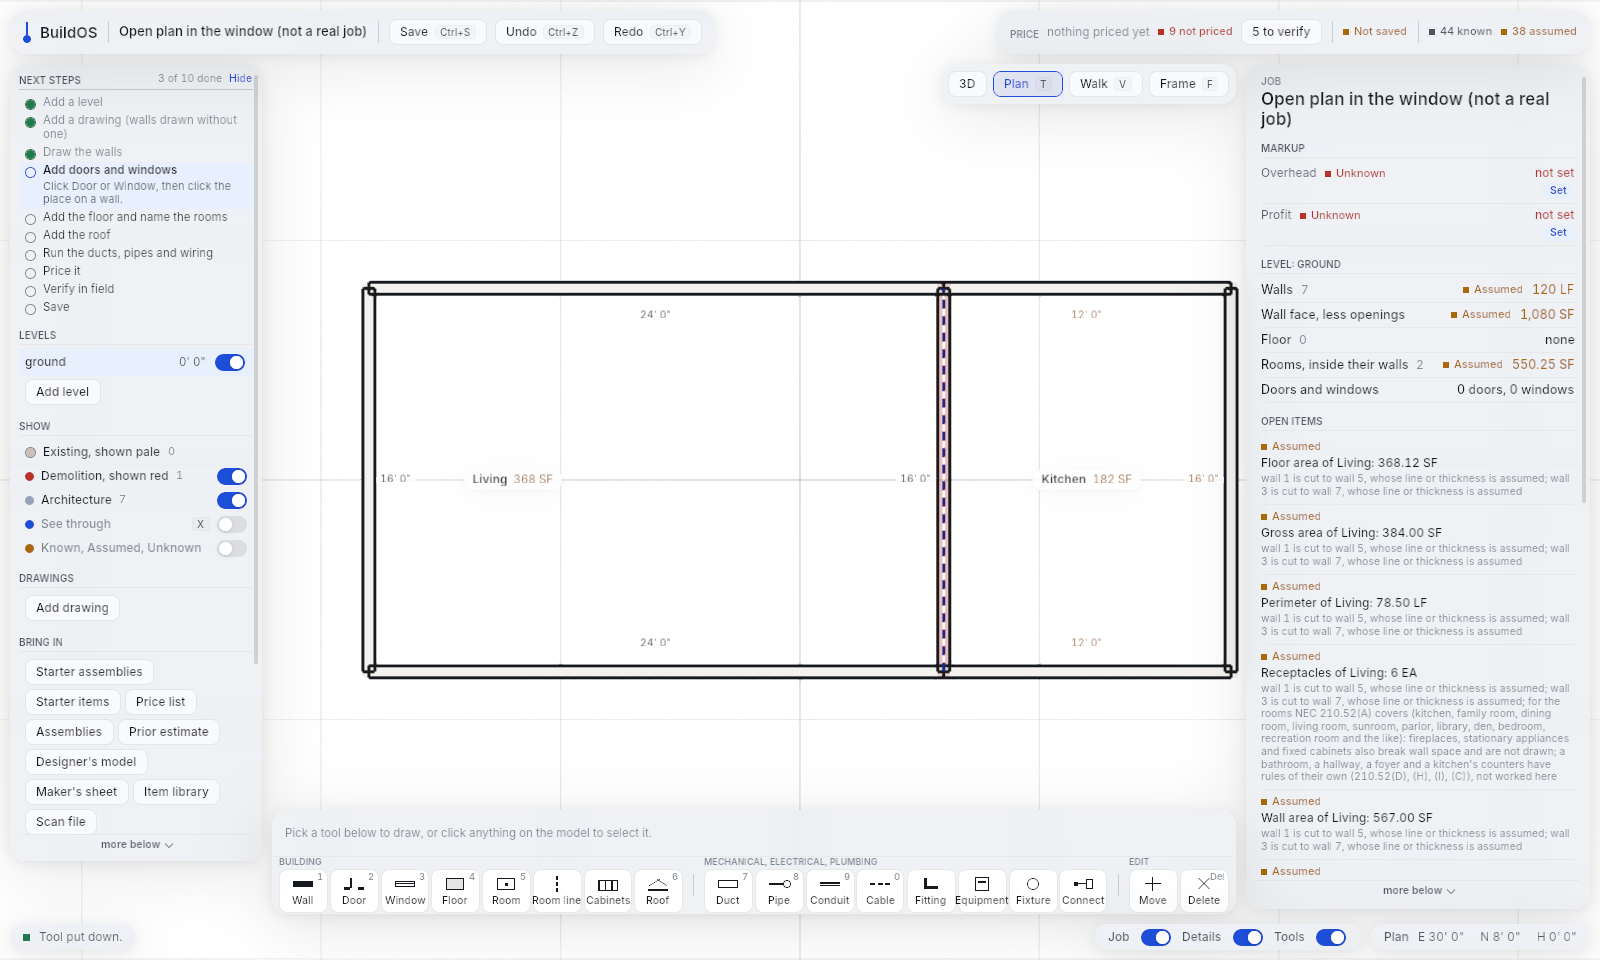 BuildOS
Open plan in the window (not a real job)
Save Ctrl+S
Undo Ctrl+Z
Redo Ctrl+Y
PRICE nothing priced yet 9 not priced
5 to verify
Not saved
44 known 38 assumed
NEXT STEPS 3 of 10 done Hide
Add a level
Add a drawing (walls drawn without
one)
Draw the walls
Add doors and windows
Click Door or Window, then click the
place on a wall.
Add the floor and name the rooms
Add the roof
Run the ducts, pipes and wiring
Price it
Verify in field
Save
LEVELS
ground 0' 0"
Add level
SHOW
Existing, shown pale 0
Demolition, shown red 1
Architecture 7
See through X
Known, Assumed, Unknown
DRAWINGS
Add drawing
BRING IN
Starter assemblies
Starter items Price list
Assemblies Prior estimate
Designer's model
Maker's sheet Item library
Scan file
more below
3D
Plan T
Walk V
Frame F
24' 0"
12' 0"
16' 0"
Living 368 SF
16' 0"
Kitchen 182 SF
16' 0"
24' 0"
12' 0"
JOB
Open plan in the window (not a real
job)
MARKUP
Overhead Unknown not set
Set
Profit Unknown not set
Set
LEVEL: GROUND
Walls 7 Assumed 120 LF
Wall face, less openings Assumed 1,080 SF
Floor 0 none
Rooms, inside their walls 2 Assumed 550.25 SF
Doors and windows 0 doors, 0 windows
OPEN ITEMS
Assumed
Floor area of Living: 368.12 SF
wall 1 is cut to wall 5, whose line or thickness is assumed; wall
3 is cut to wall 7, whose line or thickness is assumed
Assumed
Gross area of Living: 384.00 SF
wall 1 is cut to wall 5, whose line or thickness is assumed; wall
3 is cut to wall 7, whose line or thickness is assumed
Assumed
Perimeter of Living: 78.50 LF
wall 1 is cut to wall 5, whose line or thickness is assumed; wall
3 is cut to wall 7, whose line or thickness is assumed
Assumed
Receptacles of Living: 6 EA
wall 1 is cut to wall 5, whose line or thickness is assumed; wall
3 is cut to wall 7, whose line or thickness is assumed; for the
rooms NEC 210.52(A) covers (kitchen, family room, dining
room, living room, sunroom, parlor, library, den, bedroom,
recreation room and the like): fireplaces, stationary appliances
and fixed cabinets also break wall space and are not drawn; a
bathroom, a hallway, a foyer and a kitchen's counters have
rules of their own (210.52(D), (H), (I), (C)), not worked here
Assumed
Wall area of Living: 567.00 SF
wall 1 is cut to wall 5, whose line or thickness is assumed; wall
3 is cut to wall 7, whose line or thickness is assumed
Assumed
more below
Pick a tool below to draw, or click anything on the model to select it.
BUILDING
MECHANICAL, ELECTRICAL, PLUMBING
EDIT
1 2 3 4 5 6 7 8 9 0 Del
Wall Door Window Floor Room Room line Cabinets Roof Duct Pipe Conduit Cable Fitting Equipment Fixture Connect Move Delete
Tool put down.
Job Details Tools
Plan E 30' 0" N 8' 0" H 0' 0"